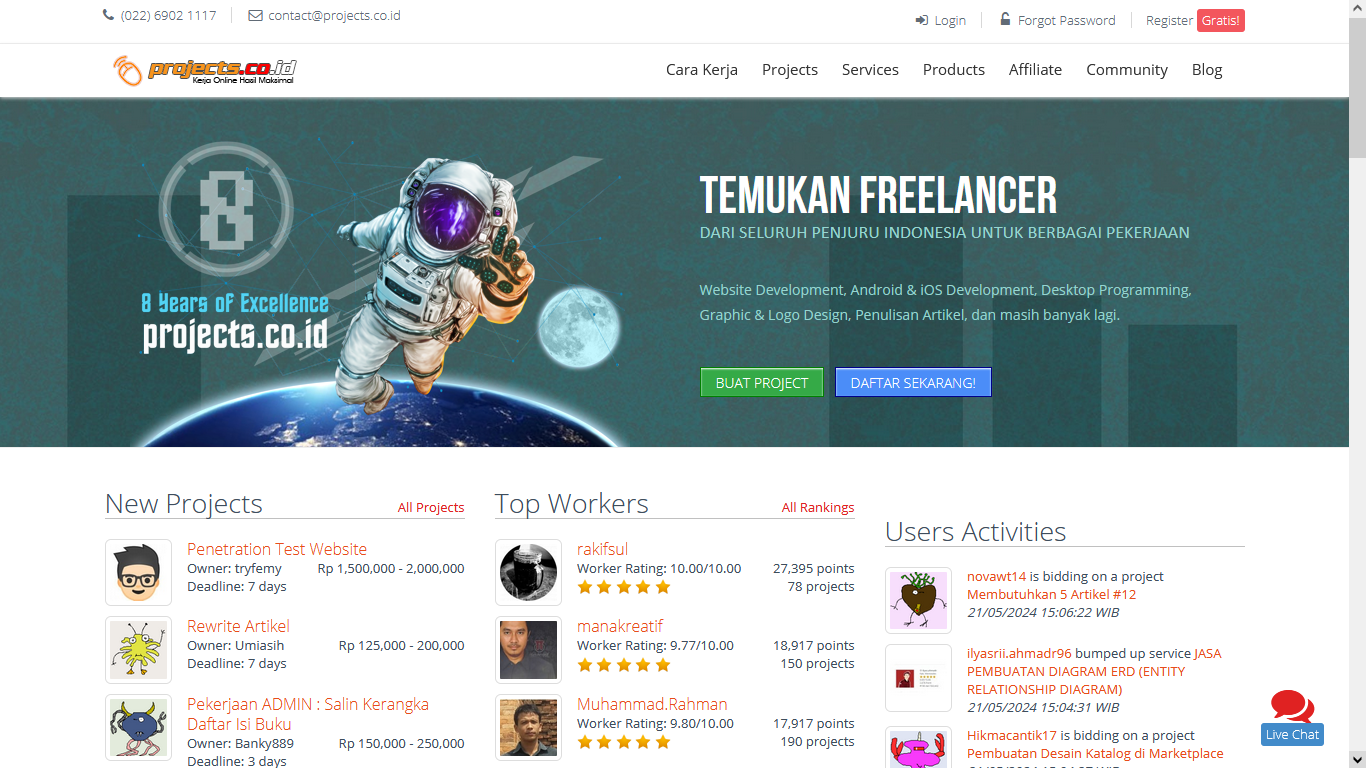 (022) 6902 1117
contact@projects.co.id
Login
Forgot Password
Register Gratis!
projects.co.id
Kerja Online Hasil Maksimal
Cara Kerja
Projects
Services
Products
Affiliate
Community
Blog
8
8 Years of Excellence
projects.co.id
TEMUKAN FREELANCER
DARI SELURUH PENJURU INDONESIA UNTUK BERBAGAI PEKERJAAN
Website Development, Android & iOS Development, Desktop Programming,
Graphic & Logo Design, Penulisan Artikel, dan masih banyak lagi.
BUAT PROJECT
DAFTAR SEKARANG!
New Projects
All Projects
Penetration Test Website
Owner: tryfemy
Rp 1,500,000 - 2,000,000
Deadline: 7 days
Rewrite Artikel
Owner: Umiasih
Rp 125,000 - 200,000
Deadline: 7 days
Pekerjaan ADMIN : Salin Kerangka
Daftar Isi Buku
Owner: Banky889
Rp 150,000 - 250,000
Deadline: 3 days
Top Workers
All Rankings
rakifsul
Worker Rating: 10.00/10.00
27,395 points
78 projects
manakreatif
Worker Rating: 9.77/10.00
18,917 points
150 projects
Muhammad.Rahman
Worker Rating: 9.80/10.00
17,917 points
190 projects
Users Activities
novawt14 is bidding on a project
Membutuhkan 5 Artikel #12
21/05/2024 15:06:22 WIB
ilyasrii.ahmadr96 bumped up service JASA
PEMBUATAN DIAGRAM ERD (ENTITY
RELATIONSHIP DIAGRAM)
21/05/2024 15:04:31 WIB
Hikmacantik17 is bidding on a project
Pembuatan Desain Katalog di Marketplace
Live Chat